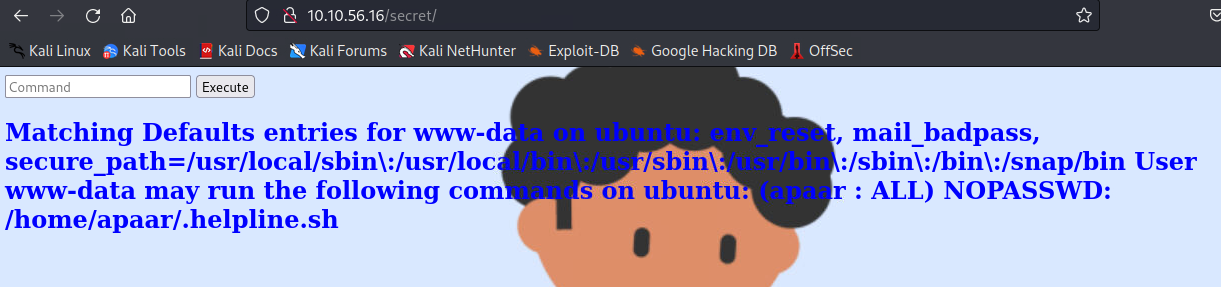 10.10.56.16/secret/
Kali Linux Kali Tools Kali Docs Kali Forums Kali NetHunter Exploit-DB Google Hacking DB OffSec
Command Execute
Matching Defaults entries for www-data on ubuntu: env_reset, mail_badpass,
secure_path=/usr/local/sbin\:/usr/local/bin\:/usr/sbin\:/usr/bin\:/sbin\:/bin\:/snap/bin User
www-data may run the following commands on ubuntu: (apaar : ALL) NOPASSWD:
/home/apaar/.helpline.sh